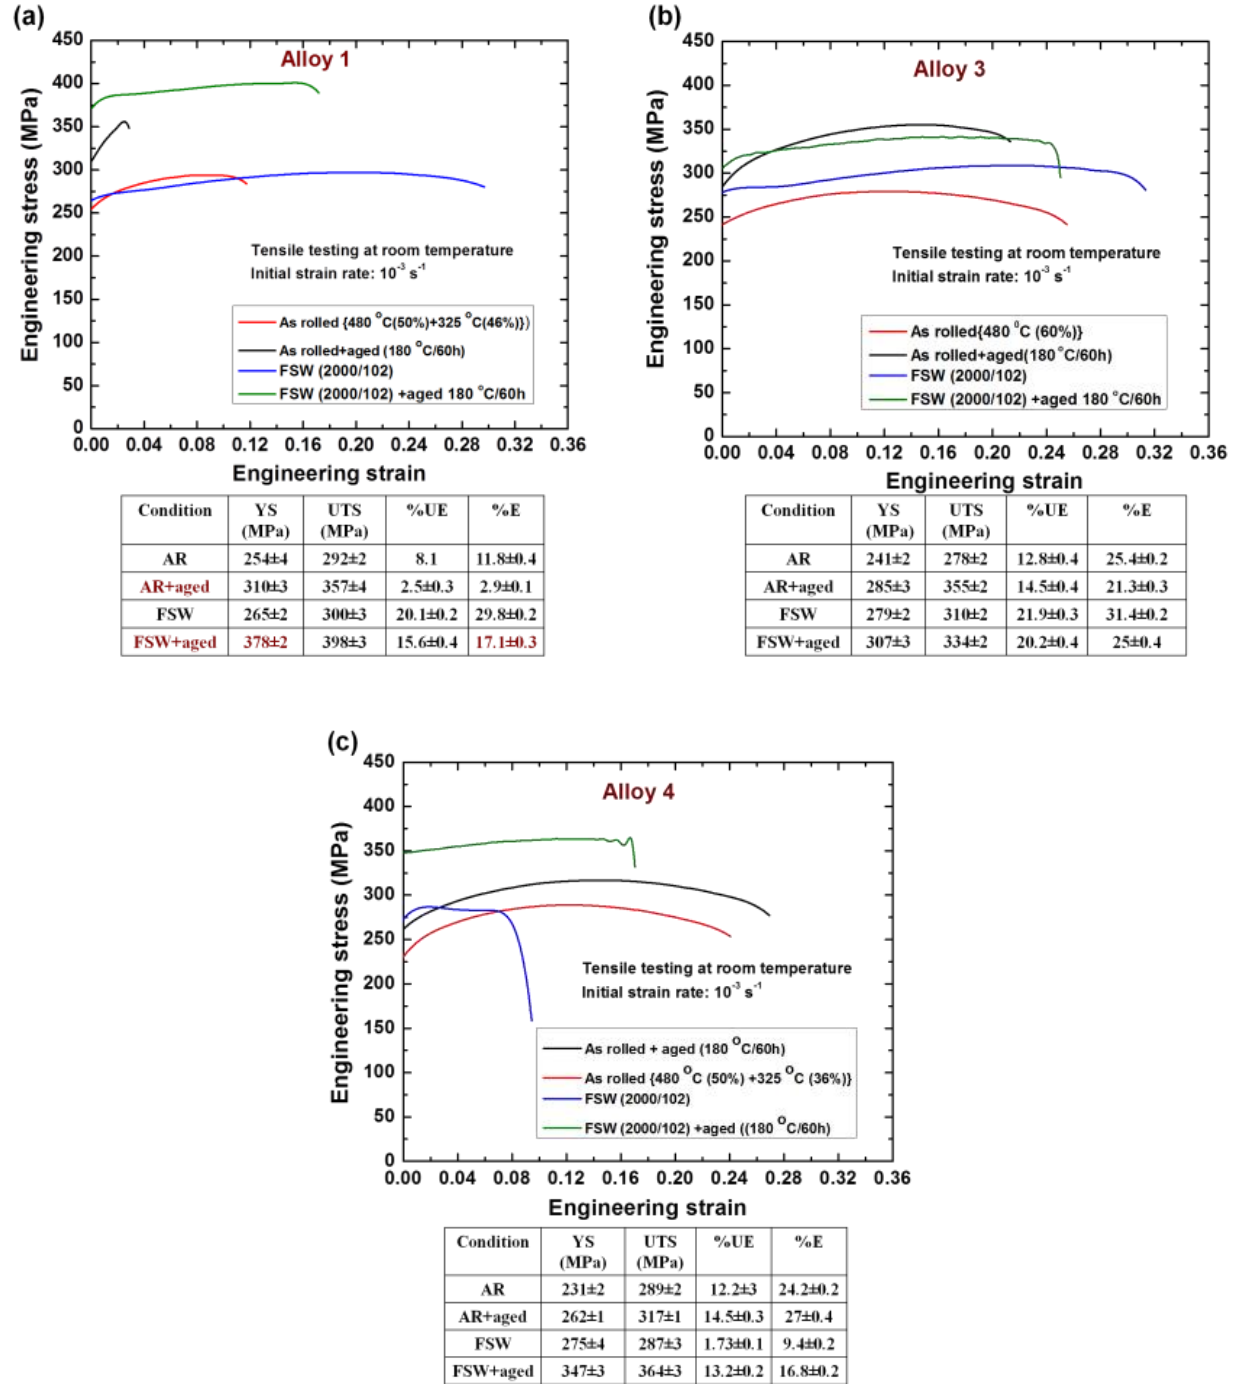 (a)
Alloy 1
450
400
350
300
250
200
150
100
50
0
Engineering stress (MPa)
Tensile testing at room temperature
Initial strain rate: 10⁻³ s⁻¹
As rolled {480 °C(50%)+325 °C(46%)})
As rolled+aged (180 °C/60h)
FSW (2000/102)
FSW (2000/102) +aged 180 °C/60h
0.00 0.04 0.08 0.12 0.16 0.20 0.24 0.28 0.32 0.36
Engineering strain
Condition YS (MPa) UTS (MPa) %UE %E
AR 254±4 292±2 8.1 11.8±0.4
AR+aged 310±3 357±4 2.5±0.3 2.9±0.1
FSW 265±2 300±3 20.1±0.2 29.8±0.2
FSW+aged 378±2 398±3 15.6±0.4 17.1±0.3
(b)
Alloy 3
450
400
350
300
250
200
150
100
50
0
Engineering stress (MPa)
Tensile testing at room temperature
Initial strain rate: 10⁻³ s⁻¹
As rolled{480 °C (60%)}
As rolled+aged(180 °C/60h)
FSW (2000/102)
FSW (2000/102) +aged 180 °C/60h
0.00 0.04 0.08 0.12 0.16 0.20 0.24 0.28 0.32 0.36
Engineering strain
Condition YS (MPa) UTS (MPa) %UE %E
AR 241±2 278±2 12.8±0.4 25.4±0.2
AR+aged 285±3 355±2 14.5±0.4 21.3±0.3
FSW 279±2 310±2 21.9±0.3 31.4±0.2
FSW+aged 307±3 334±2 20.2±0.4 25±0.4
(c)
Alloy 4
450
400
350
300
250
200
150
100
50
0
Engineering stress (MPa)
Tensile testing at room temperature
Initial strain rate: 10⁻³ s⁻¹
As rolled + aged (180 °C/60h)
As rolled {480 °C (50%) +325 °C (36%)}
FSW (2000/102)
FSW (2000/102) +aged ((180 °C/60h)
0.00 0.04 0.08 0.12 0.16 0.20 0.24 0.28 0.32 0.36
Engineering strain
Condition YS (MPa) UTS (MPa) %UE %E
AR 231±2 289±2 12.2±3 24.2±0.2
AR+aged 262±1 317±1 14.5±0.3 27±0.4
FSW 275±4 287±3 1.73±0.1 9.4±0.2
FSW+aged 347±3 364±3 13.2±0.2 16.8±0.2